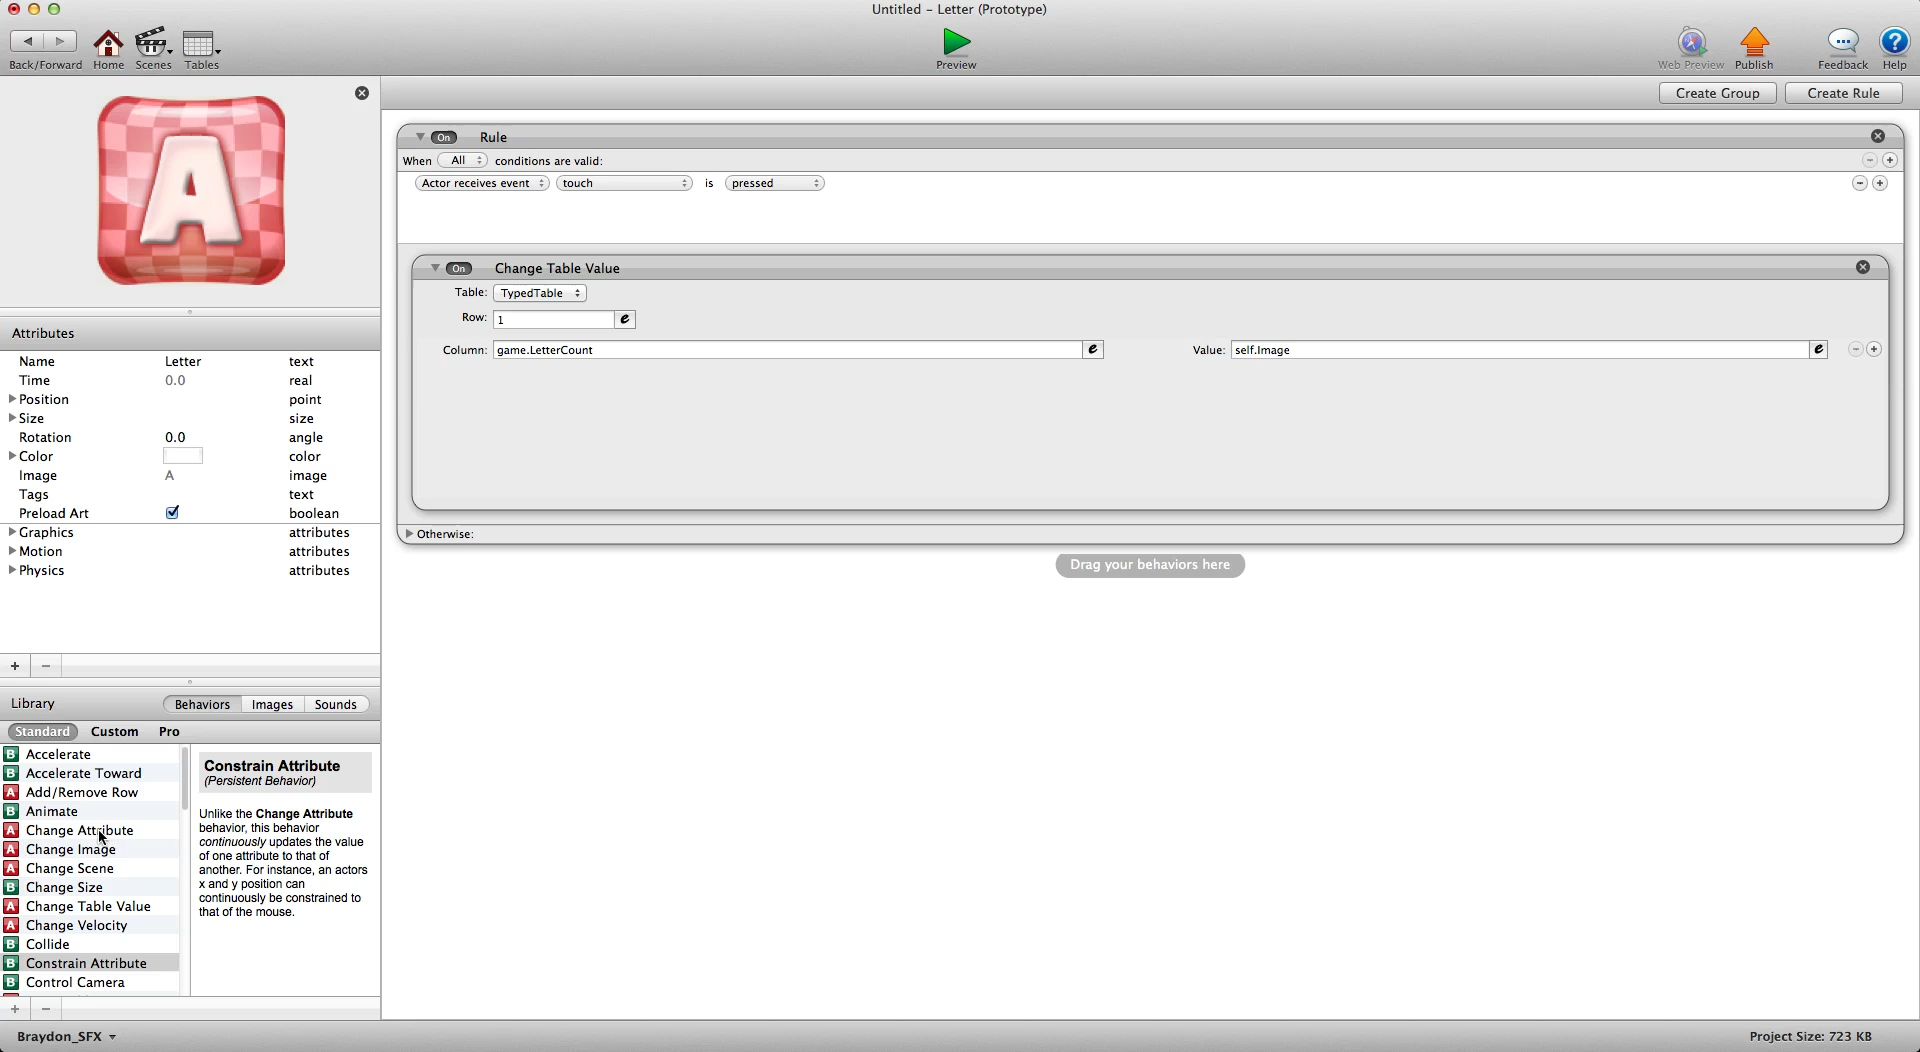 Untitled – Letter (Prototype)
Back/Forward Home Scenes Tables Preview Web Preview Publish Feedback Help
Create Group Create Rule
A
On Rule
When All conditions are valid:
Actor receives event touch is pressed
On Change Table Value
Table: TypedTable
Row: 1 e
Column: game.LetterCount e Value: self.Image e
Otherwise:
Drag your behaviors here
Attributes
Name Letter text
Time 0.0 real
Position point
Size size
Rotation 0.0 angle
Color color
Image A image
Tags text
Preload Art boolean
Graphics attributes
Motion attributes
Physics attributes
Library Behaviors Images Sounds
Standard Custom Pro
B Accelerate
B Accelerate Toward
A Add/Remove Row
B Animate
A Change Attribute
A Change Image
A Change Scene
B Change Size
A Change Table Value
A Change Velocity
B Collide
B Constrain Attribute
B Control Camera
Constrain Attribute
(Persistent Behavior)
Unlike the Change Attribute
behavior, this behavior
continuously updates the value
of one attribute to that of
another. For instance, an actors
x and y position can
continuously be constrained to
that of the mouse.
Braydon_SFX Project Size: 723 KB